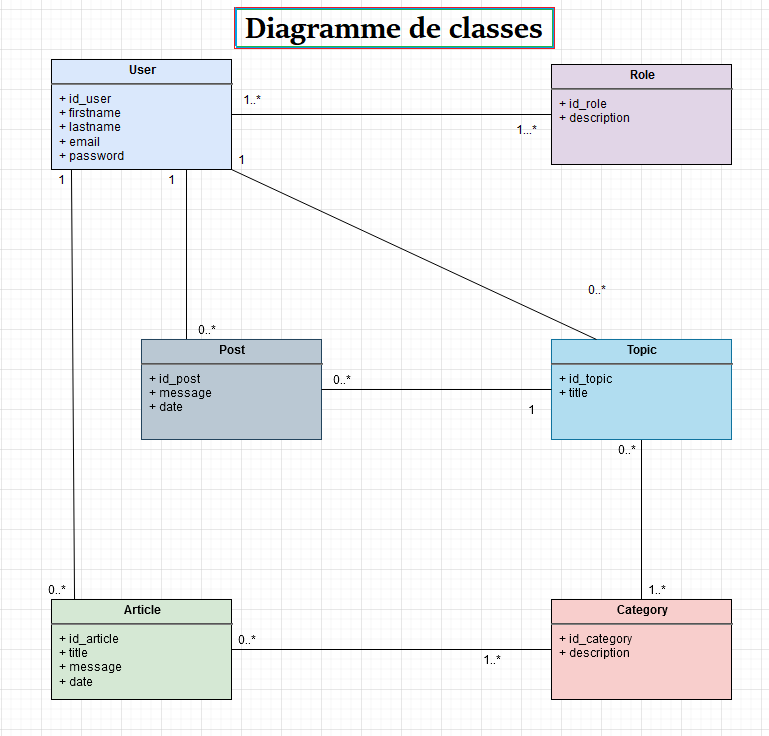 Diagramme de classes
User
+ id_user
+ firstname
+ lastname
+ email
+ password
Role
+ id_role
+ description
1..*
1...*
1
1
1
0..*
0..*
Post
+ id_post
+ message
+ date
0..*
1
Topic
+ id_topic
+ title
0..*
1..*
0..*
Article
+ id_article
+ title
+ message
+ date
0..*
1..*
Category
+ id_category
+ description